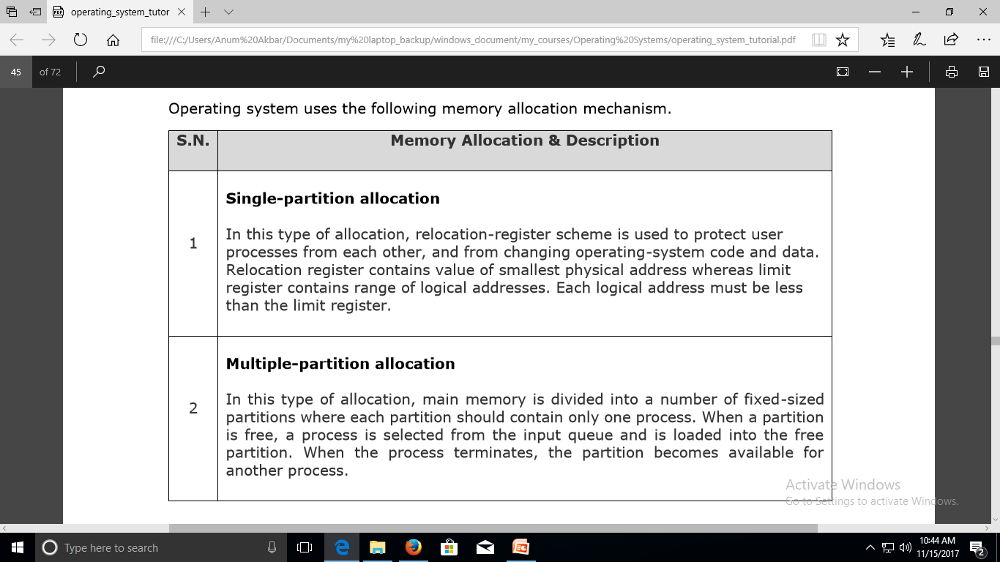 operating_system_tutor
file:///C:/Users/Anum%20Akbar/Documents/my%20laptop_backup/windows_document/my_courses/Operating%20Systems/operating_system_tutorial.pdf
45 of 72
Operating system uses the following memory allocation mechanism.
S.N. Memory Allocation & Description
Single-partition allocation
1
In this type of allocation, relocation-register scheme is used to protect user
processes from each other, and from changing operating-system code and data.
Relocation register contains value of smallest physical address whereas limit
register contains range of logical addresses. Each logical address must be less
than the limit register.
Multiple-partition allocation
2
In this type of allocation, main memory is divided into a number of fixed-sized
partitions where each partition should contain only one process. When a partition
is free, a process is selected from the input queue and is loaded into the free
partition. When the process terminates, the partition becomes available for
another process.
Activate Windows
Go to Settings to activate Windows.
Type here to search
10:44 AM
11/15/2017
2